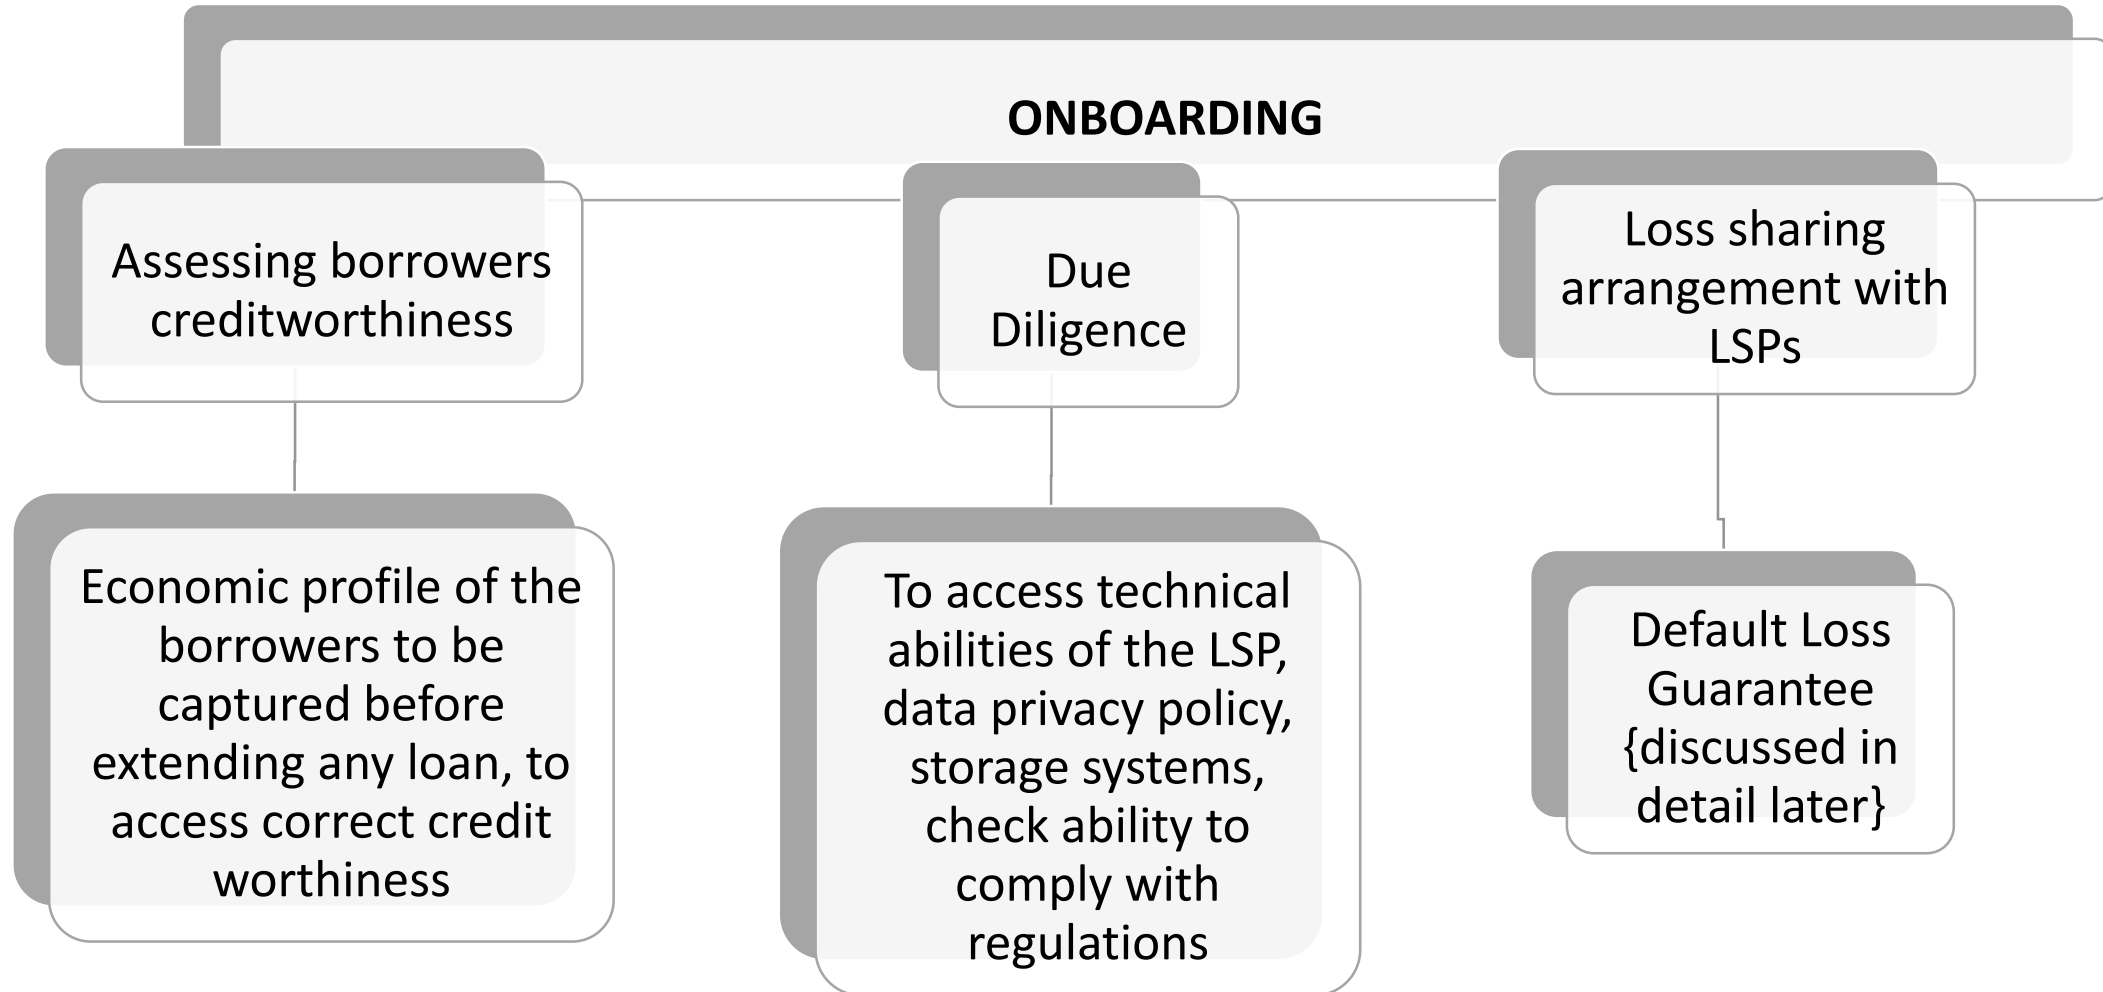 ONBOARDING
Assessing borrowers
creditworthiness
Economic profile of the
borrowers to be
captured before
extending any loan, to
access correct credit
worthiness
Due
Diligence
To access technical
abilities of the LSP,
data privacy policy,
storage systems,
check ability to
comply with
regulations
Loss sharing
arrangement with
LSPs
Default Loss
Guarantee
{discussed in
detail later}